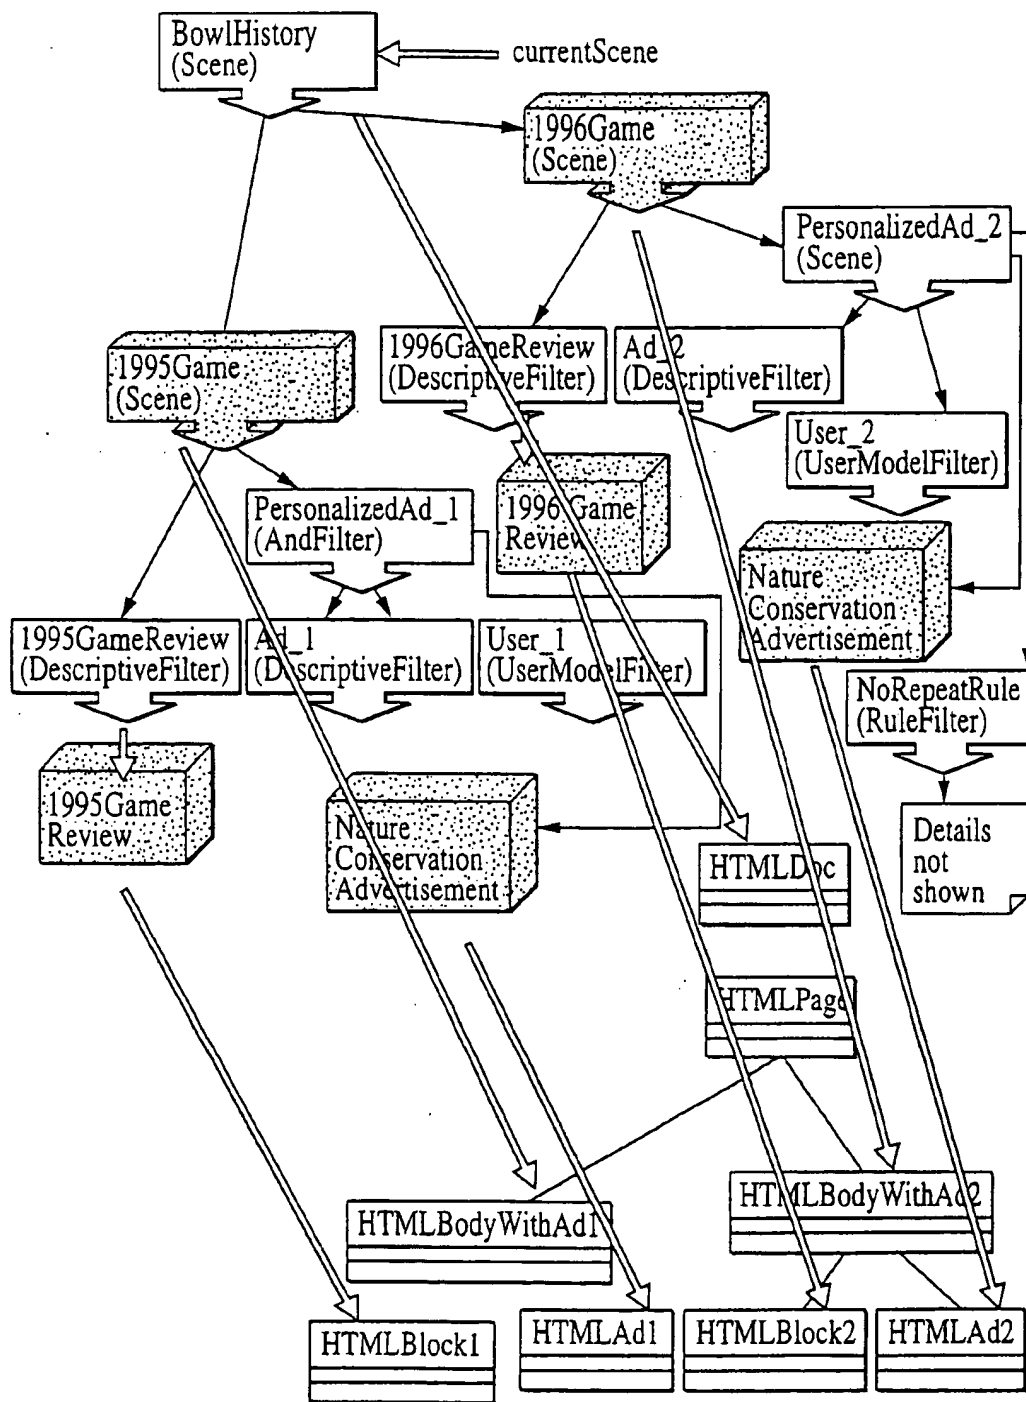 BowlHistory
(Scene)
currentScene
1996Game
(Scene)
PersonalizedAd_2
(Scene)
1995Game
(Scene)
1996GameReview
(DescriptiveFilter)
Ad_2
(DescriptiveFilter)
User_2
(UserModelFilter)
PersonalizedAd_1
(AndFilter)
1996Game
Review
Nature
Conservation
Advertisement
1995GameReview
(DescriptiveFilter)
Ad_1
(DescriptiveFilter)
User_1
(UserModelFilter)
NoRepeatRule
(RuleFilter)
1995Game
Review
Nature
Conservation
Advertisement
Details
not
shown
HTMLDoc
HTMLPage
HTMLBodyWithAd1
HTMLBodyWithAd2
HTMLBlock1
HTMLAd1
HTMLBlock2
HTMLAd2